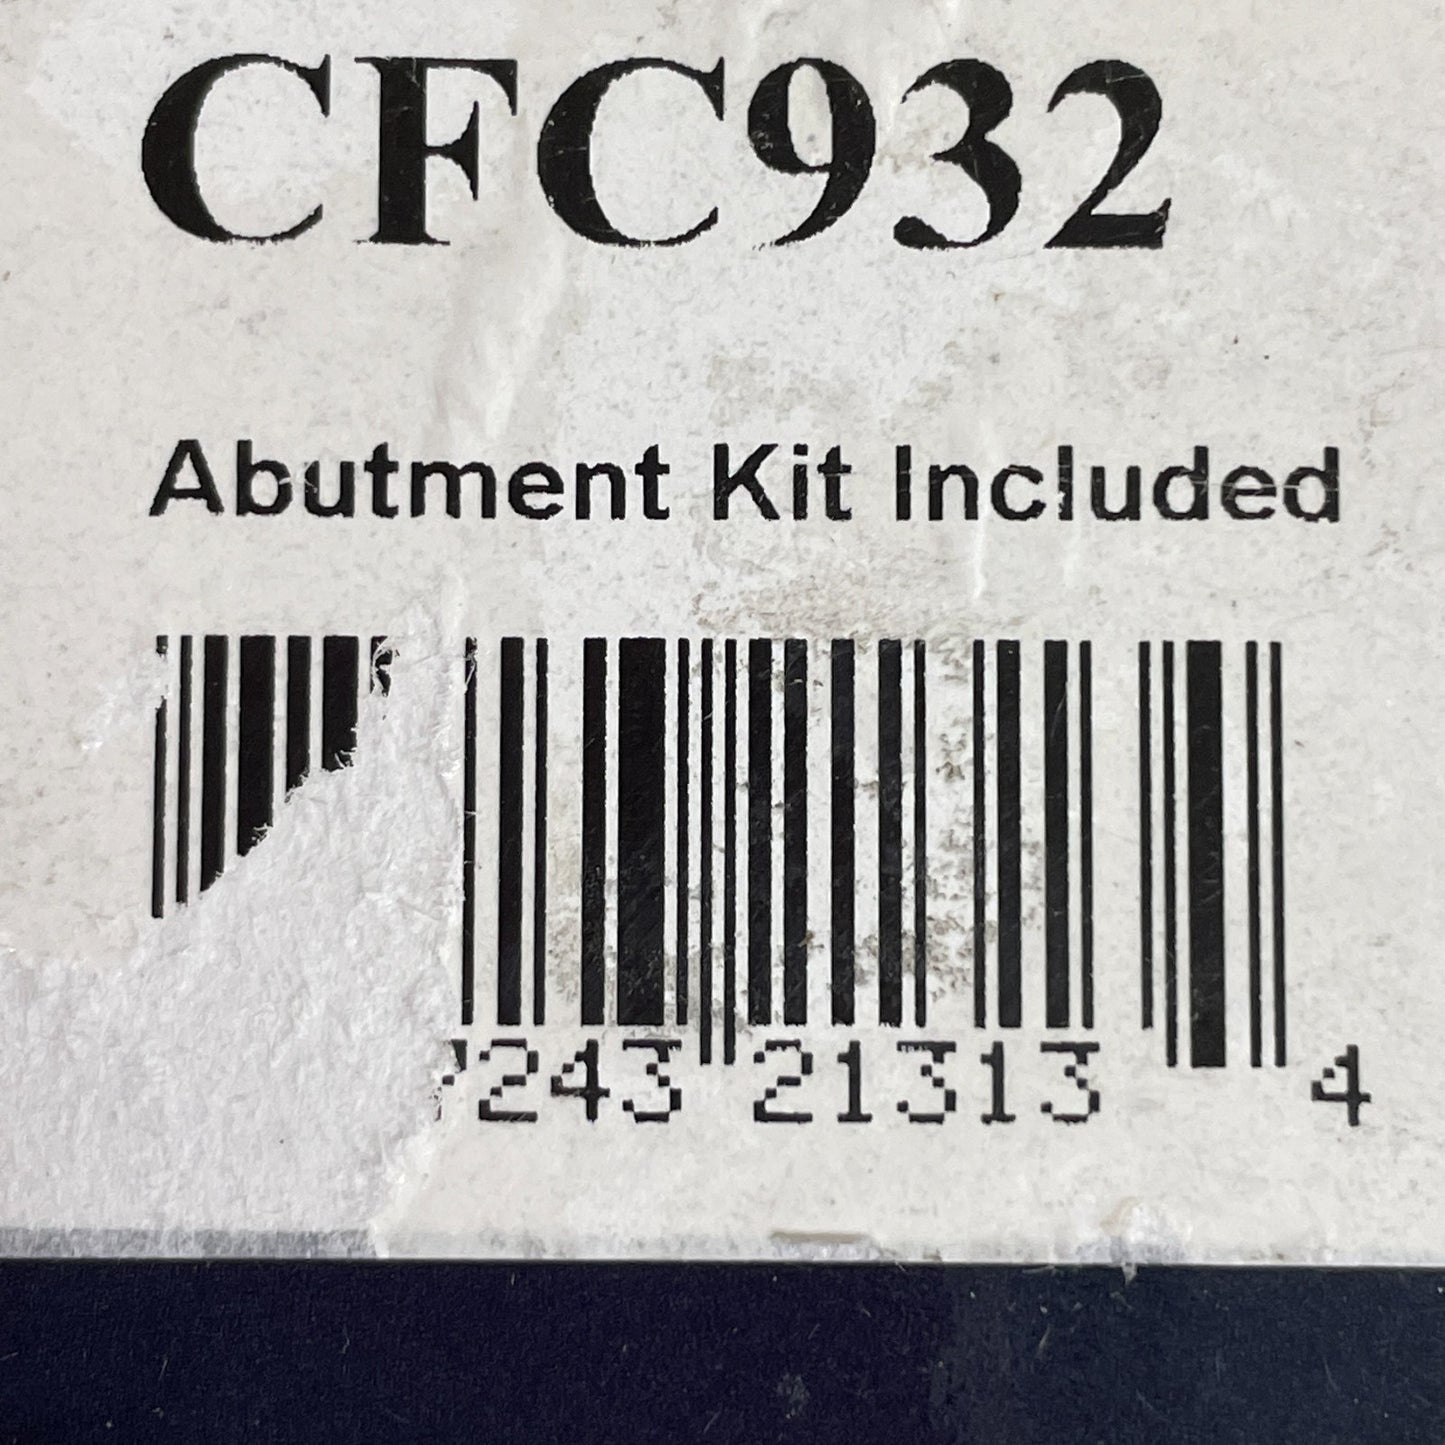 CFC932
Abutment Kit Included
243 21313 4